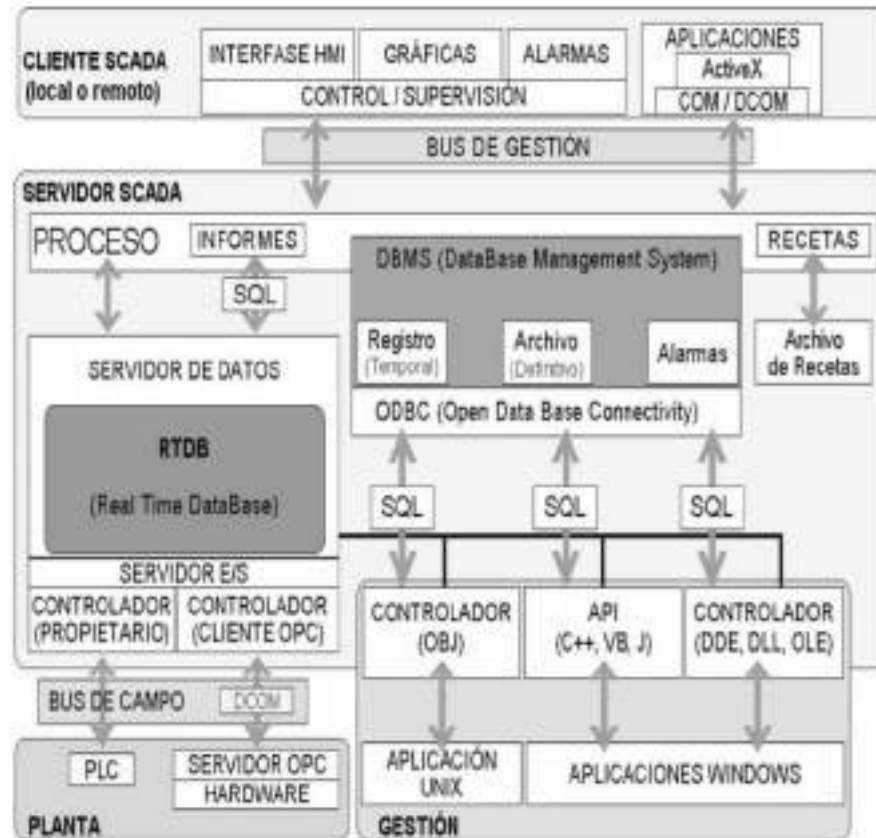 CLIENTE SCADA
(local o remoto)
INTERFASE HMI
GRÁFICAS
ALARMAS
CONTROL / SUPERVISIÓN
APLICACIONES
ActiveX
COM / DCOM
BUS DE GESTIÓN
SERVIDOR SCADA
PROCESO
INFORMES
RECETAS
SQL
DBMS (DataBase Management System)
Registro
(Temporal)
Archivo
(Definitivo)
Alarmas
Archivo
de Recetas
ODBC (Open Data Base Connectivity)
SERVIDOR DE DATOS
RTDB
(Real Time DataBase)
SQL
SQL
SQL
SERVIDOR E/S
CONTROLADOR
(PROPIETARIO)
CONTROLADOR
(CLIENTE OPC)
CONTROLADOR
(OBJ)
API
(C++, VB, J)
CONTROLADOR
(DDE, DLL, OLE)
BUS DE CAMPO
DCOM
PLC
SERVIDOR OPC
HARDWARE
PLANTA
APLICACIÓN
UNIX
APLICACIONES WINDOWS
GESTIÓN